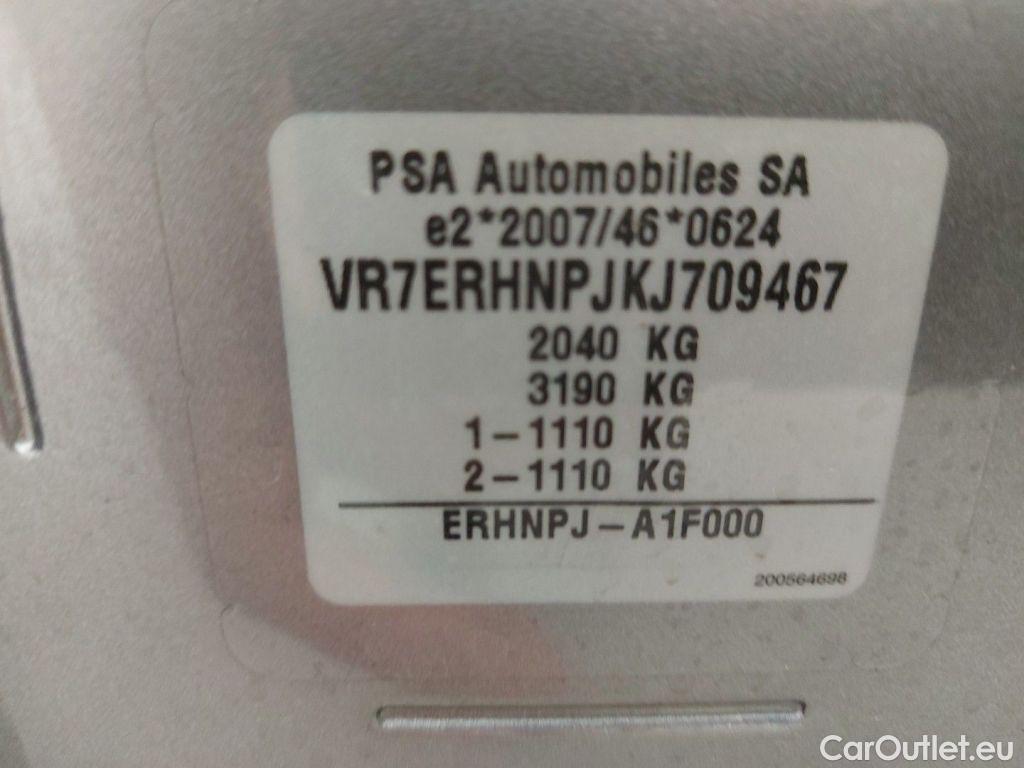 PSA Automobiles SA
e2*2007/46*0624
VR7ERHNPJKJ709467
2040 KG
3190 KG
1-1110 KG
2-1110 KG
ERHNPJ-A1F000
200564698
CarOutlet.eu